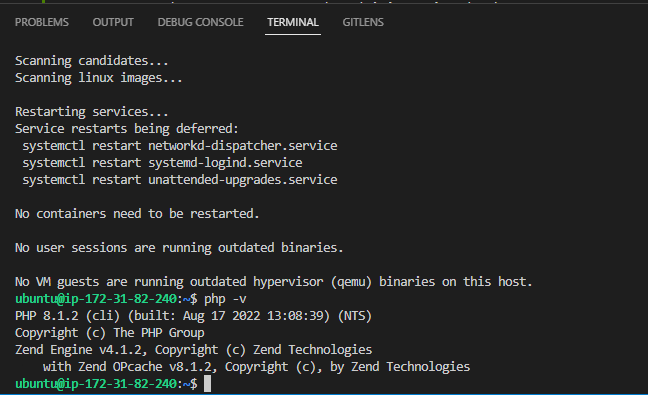 PROBLEMS OUTPUT DEBUG CONSOLE TERMINAL GITLENS
Scanning candidates...
Scanning linux images...
Restarting services...
Service restarts being deferred:
 systemctl restart networkd-dispatcher.service
 systemctl restart systemd-logind.service
 systemctl restart unattended-upgrades.service
No containers need to be restarted.
No user sessions are running outdated binaries.
No VM guests are running outdated hypervisor (qemu) binaries on this host.
ubuntu@ip-172-31-82-240:~$ php -v
PHP 8.1.2 (cli) (built: Aug 17 2022 13:08:39) (NTS)
Copyright (c) The PHP Group
Zend Engine v4.1.2, Copyright (c) Zend Technologies
    with Zend OPcache v8.1.2, Copyright (c), by Zend Technologies
ubuntu@ip-172-31-82-240:~$